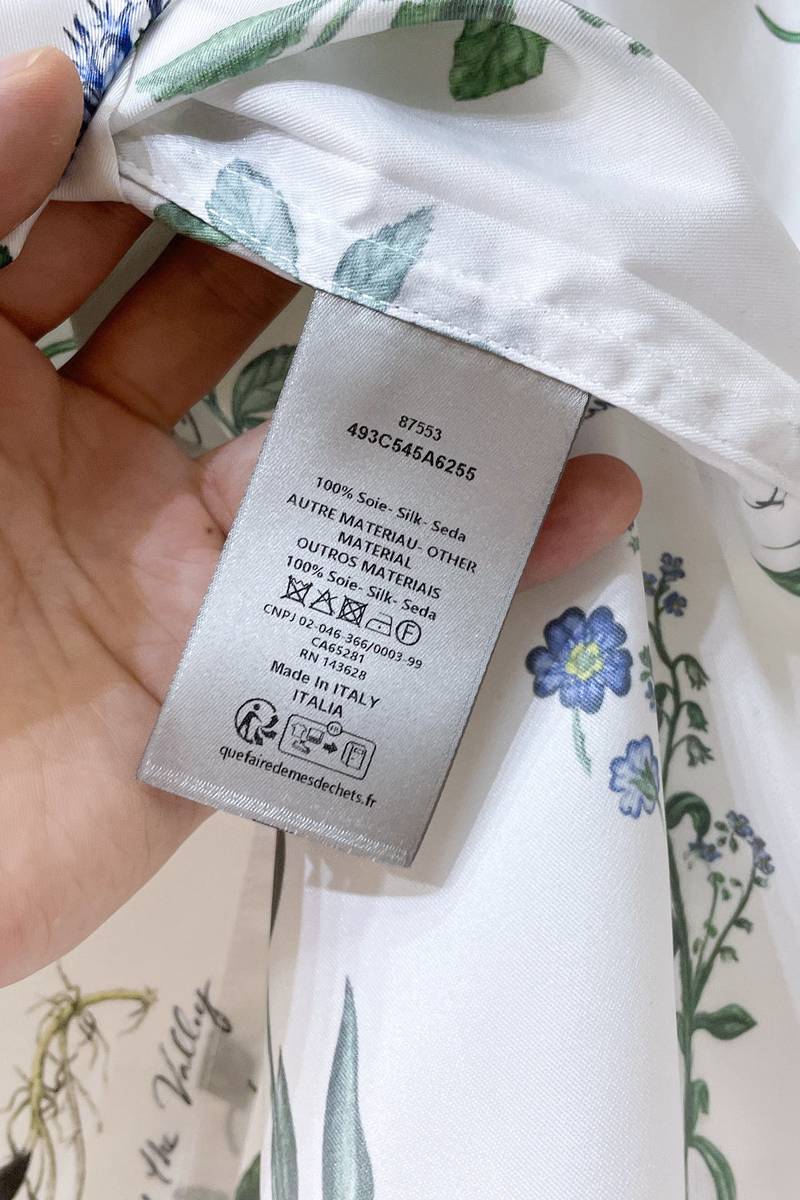 87553
493C545A6255
100% Soie- Silk- Seda
AUTRE MATERIAU- OTHER
MATERIAL
OUTROS MATERIAIS
100% Soie- Silk- Seda
F
CNPJ 02-046.366/0003-99
CA65281
RN 143628
Made In ITALY
ITALIA
FR
quefairedemesdechets.fr
the Valley